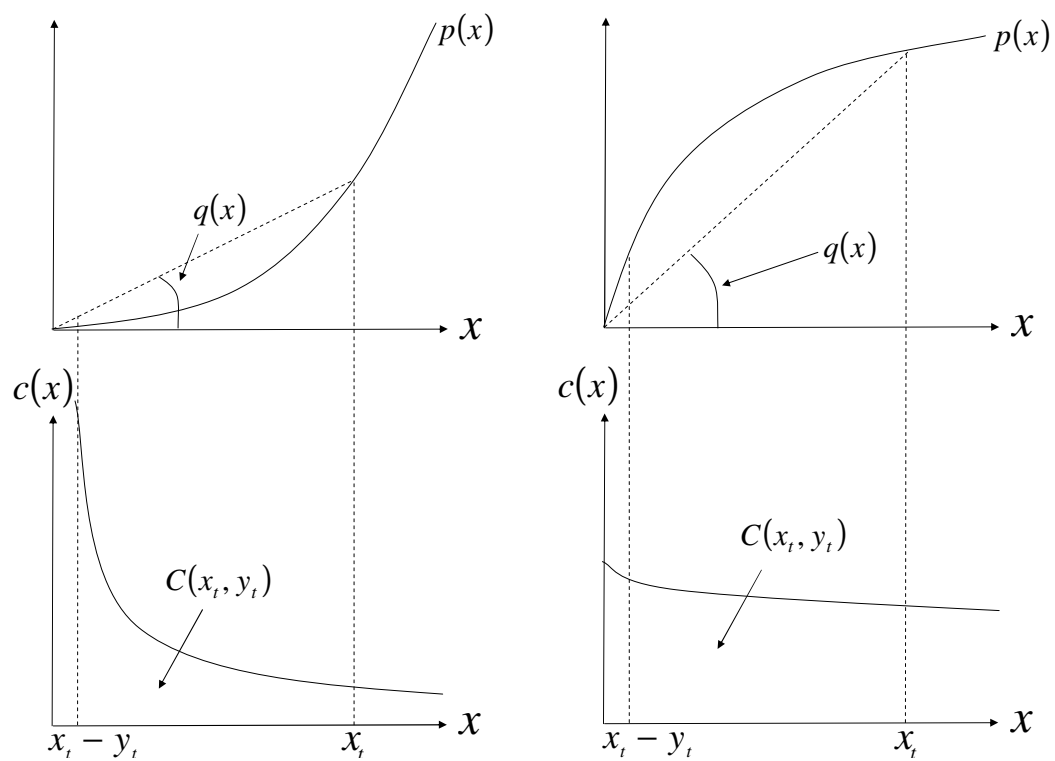 p(x)
q(x)
x
c(x)
C(x_t, y_t)
x
x_t − y_t
x_t
p(x)
q(x)
x
c(x)
C(x_t, y_t)
x
x_t − y_t
x_t